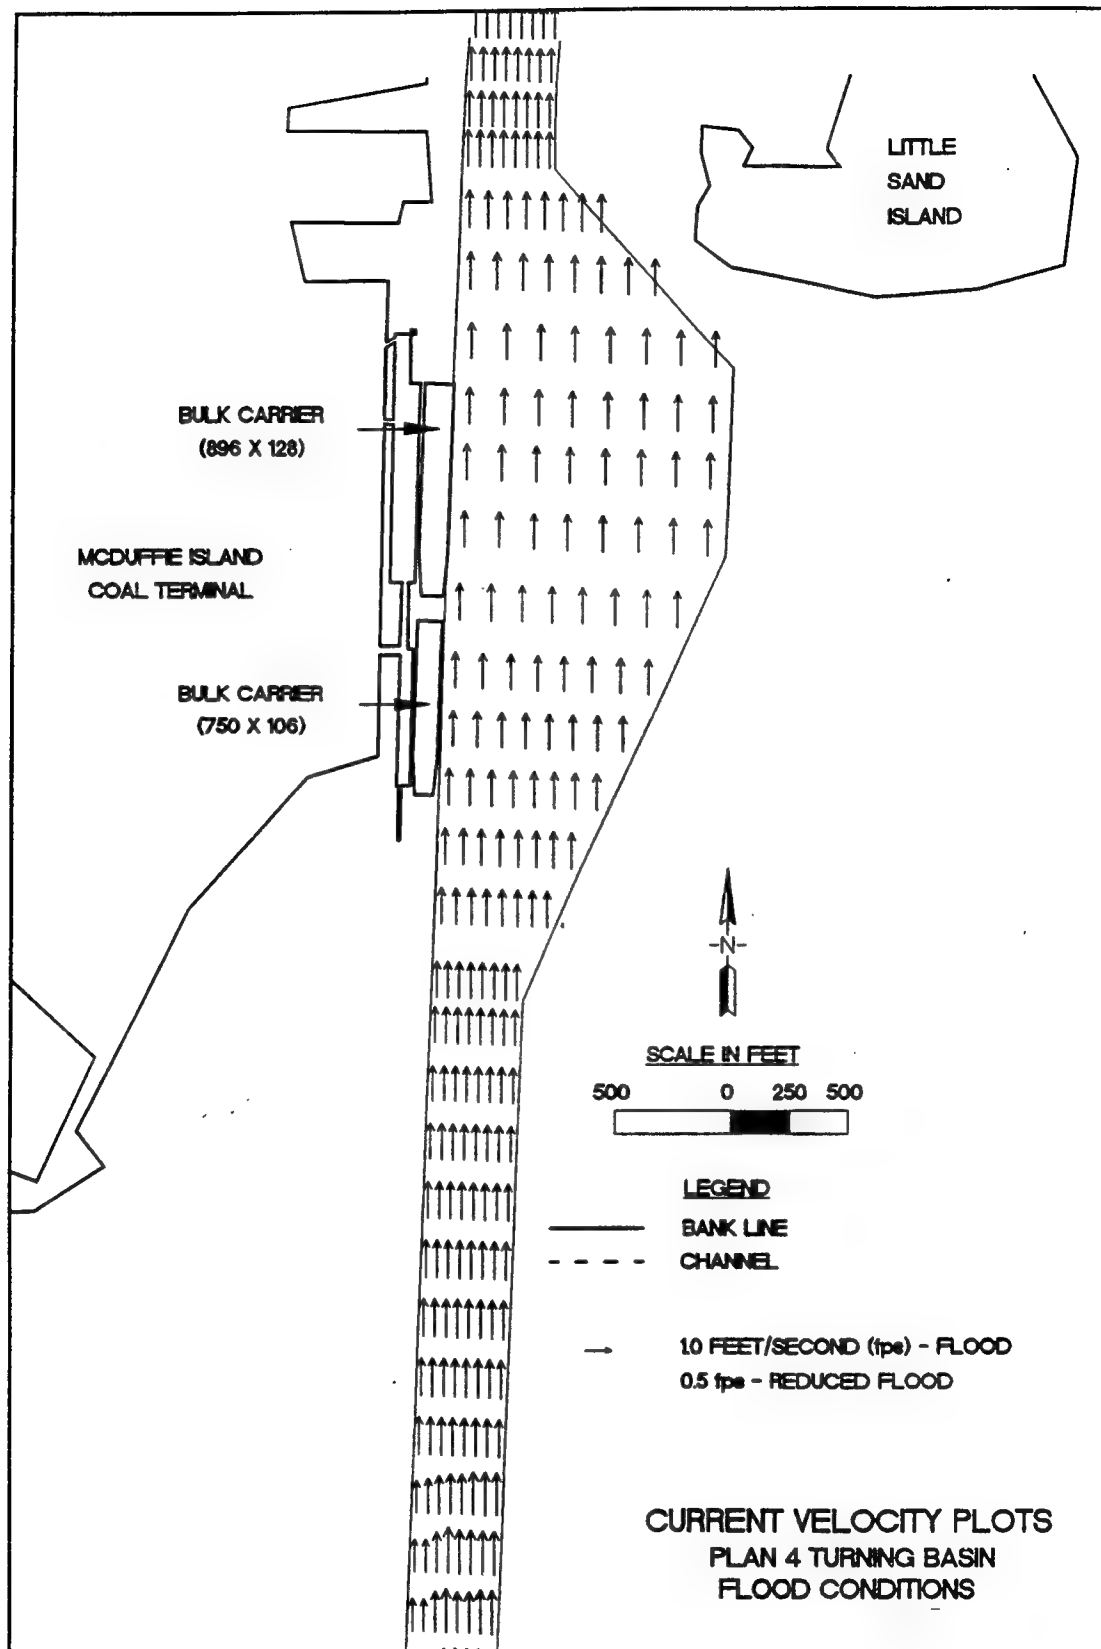 LITTLE
SAND
ISLAND
BULK CARRIER
(896 X 128)
MCDUFFIE ISLAND
COAL TERMINAL
BULK CARRIER
(750 X 106)
-N-
SCALE IN FEET
500 0 250 500
LEGEND
BANK LINE
CHANNEL
1.0 FEET/SECOND (fps) - FLOOD
0.5 fps - REDUCED FLOOD
CURRENT VELOCITY PLOTS
PLAN 4 TURNING BASIN
FLOOD CONDITIONS